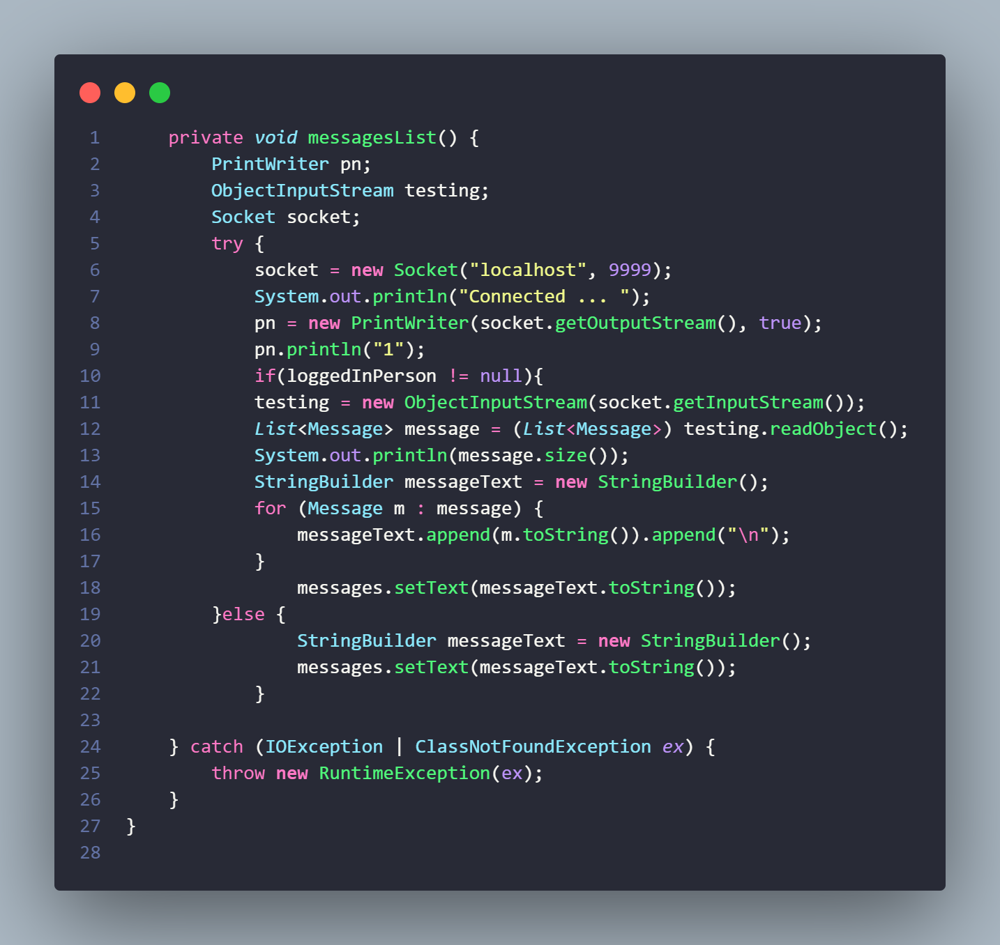 1     private void messagesList() {
2         PrintWriter pn;
3         ObjectInputStream testing;
4         Socket socket;
5         try {
6             socket = new Socket("localhost", 9999);
7             System.out.println("Connected ... ");
8             pn = new PrintWriter(socket.getOutputStream(), true);
9             pn.println("1");
10             if(loggedInPerson != null){
11             testing = new ObjectInputStream(socket.getInputStream());
12             List<Message> message = (List<Message>) testing.readObject();
13             System.out.println(message.size());
14             StringBuilder messageText = new StringBuilder();
15             for (Message m : message) {
16                 messageText.append(m.toString()).append("\n");
17             }
18                 messages.setText(messageText.toString());
19         }else {
20                 StringBuilder messageText = new StringBuilder();
21                 messages.setText(messageText.toString());
22             }
23
24     } catch (IOException | ClassNotFoundException ex) {
25         throw new RuntimeException(ex);
26     }
27 }
28